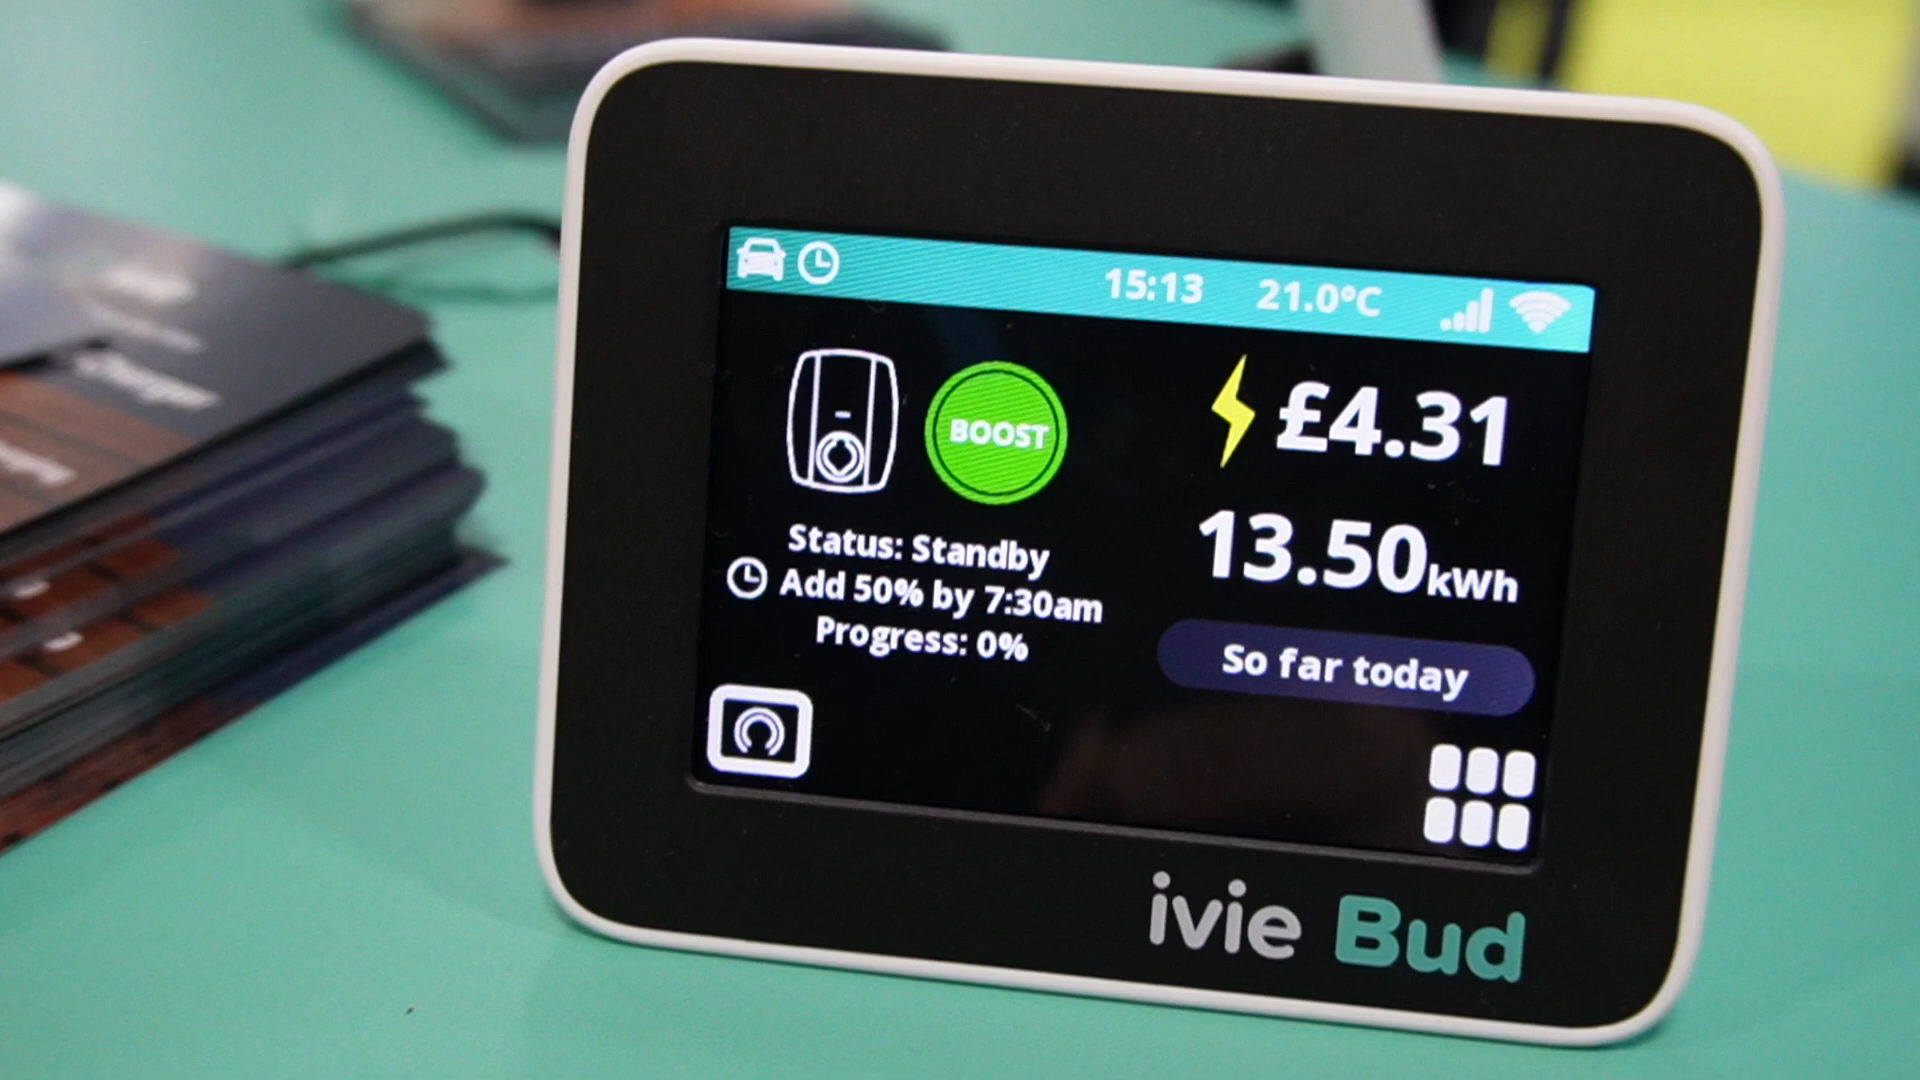 15:13 21.0°C
BOOST
£4.31
13.50kWh
So far today
Status: Standby
Add 50% by 7:30am
Progress: 0%
ivie Bud
Charger